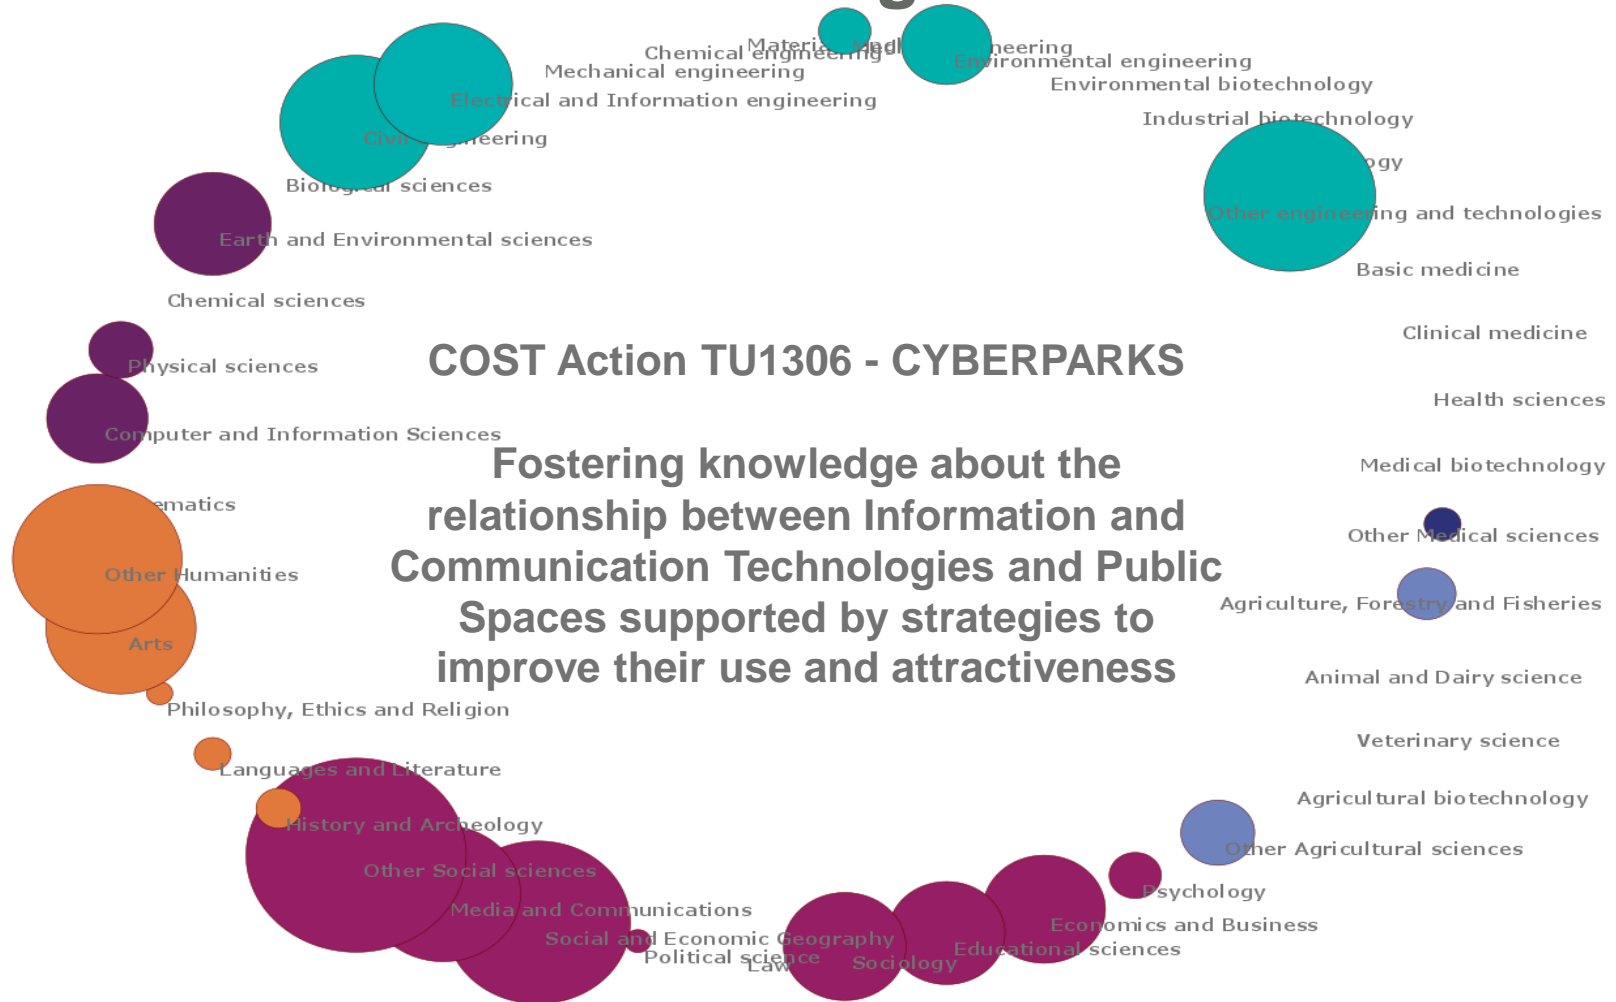 Chemical engineering
Environmental engineering
Mechanical engineering
Environmental biotechnology
Electrical and Information engineering
Industrial biotechnology
Civil engineering
Biological sciences
Other engineering and technologies
Earth and Environmental sciences
Basic medicine
Chemical sciences
Clinical medicine
Physical sciences
COST Action TU1306 - CYBERPARKS
Health sciences
Computer and Information Sciences
Fostering knowledge about the
relationship between Information and
Communication Technologies and Public
Spaces supported by strategies to
improve their use and attractiveness
Medical biotechnology
Other Medical sciences
Other Humanities
Agriculture, Forestry and Fisheries
Arts
Animal and Dairy science
Philosophy, Ethics and Religion
Veterinary science
Languages and Literature
Agricultural biotechnology
History and Archeology
Other Agricultural sciences
Other Social sciences
Psychology
Media and Communications
Economics and Business
Social and Economic Geography
Educational sciences
Political science
Law
Sociology